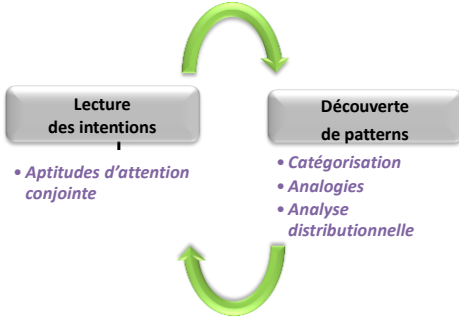 Lecture
des intentions
• Aptitudes d'attention
conjointe
Découverte
de patterns
• Catégorisation
• Analogies
• Analyse
distributionnelle